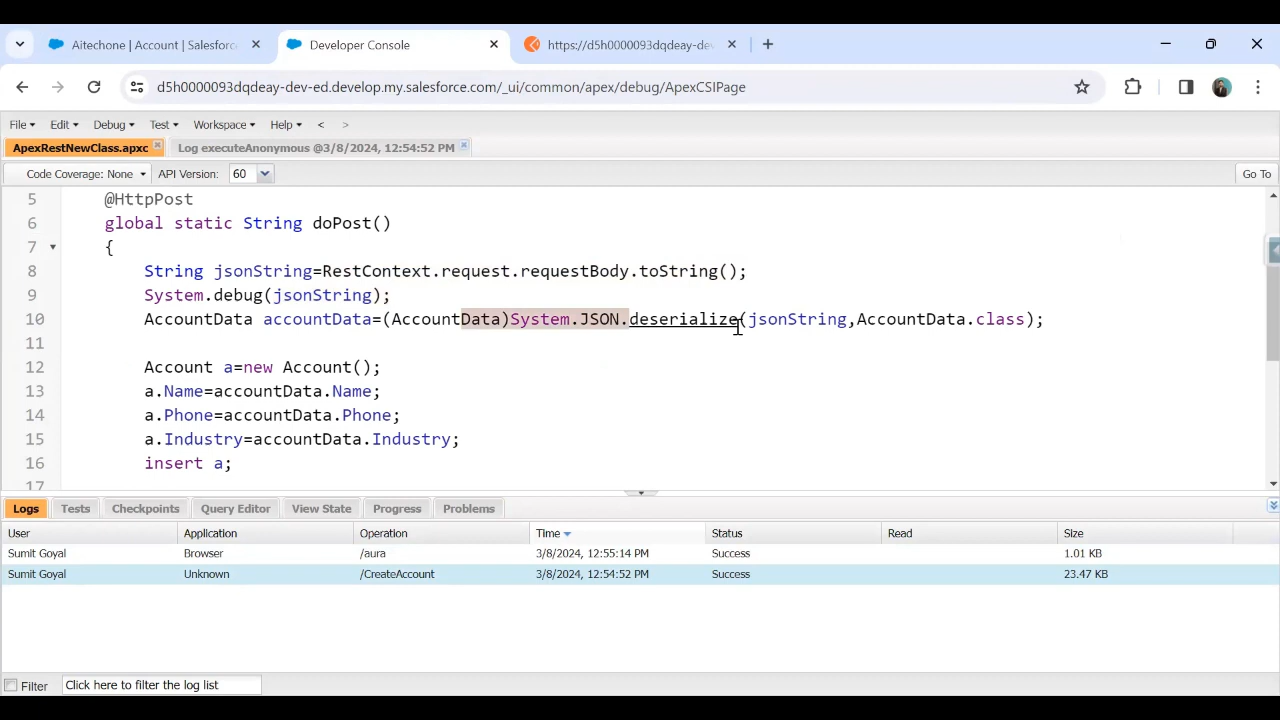 Aitechone | Account | Salesforc
Developer Console
https://d5h0000093dqdeay-dev
d5h0000093dqdeay-dev-ed.develop.my.salesforce.com/_ui/common/apex/debug/ApexCSIPage
File Edit Debug Test Workspace Help < >
ApexRestNewClass.apxc Log executeAnonymous @3/8/2024, 12:54:52 PM
Code Coverage: None API Version: 60 Go To
5 @HttpPost
6 global static String doPost()
7 {
8 String jsonString=RestContext.request.requestBody.toString();
9 System.debug(jsonString);
10 AccountData accountData=(AccountData)System.JSON.deserialize(jsonString,AccountData.class);
11
12 Account a=new Account();
13 a.Name=accountData.Name;
14 a.Phone=accountData.Phone;
15 a.Industry=accountData.Industry;
16 insert a;
17
Logs Tests Checkpoints Query Editor View State Progress Problems
User Application Operation Time Status Read Size
Sumit Goyal Browser /aura 3/8/2024, 12:55:14 PM Success 1.01 KB
Sumit Goyal Unknown /CreateAccount 3/8/2024, 12:54:52 PM Success 23.47 KB
Filter Click here to filter the log list